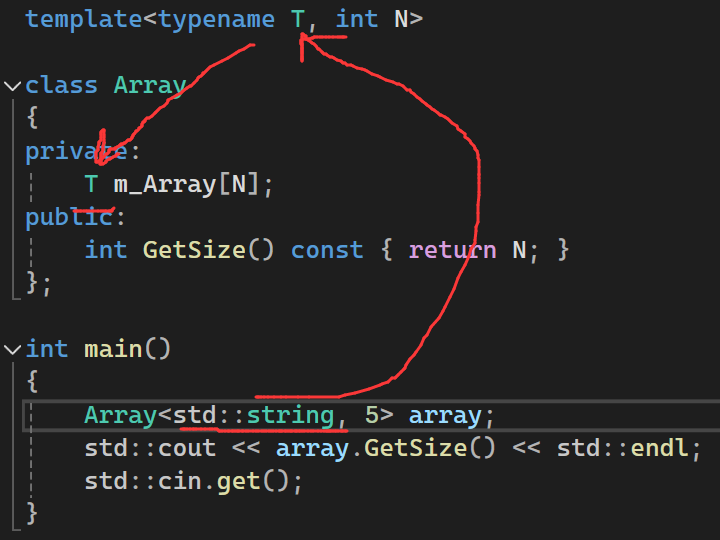 template<typename T, int N>
class Array
{
private:
T m_Array[N];
public:
int GetSize() const { return N; }
};
int main()
{
Array<std::string, 5> array;
std::cout << array.GetSize() << std::endl;
std::cin.get();
}